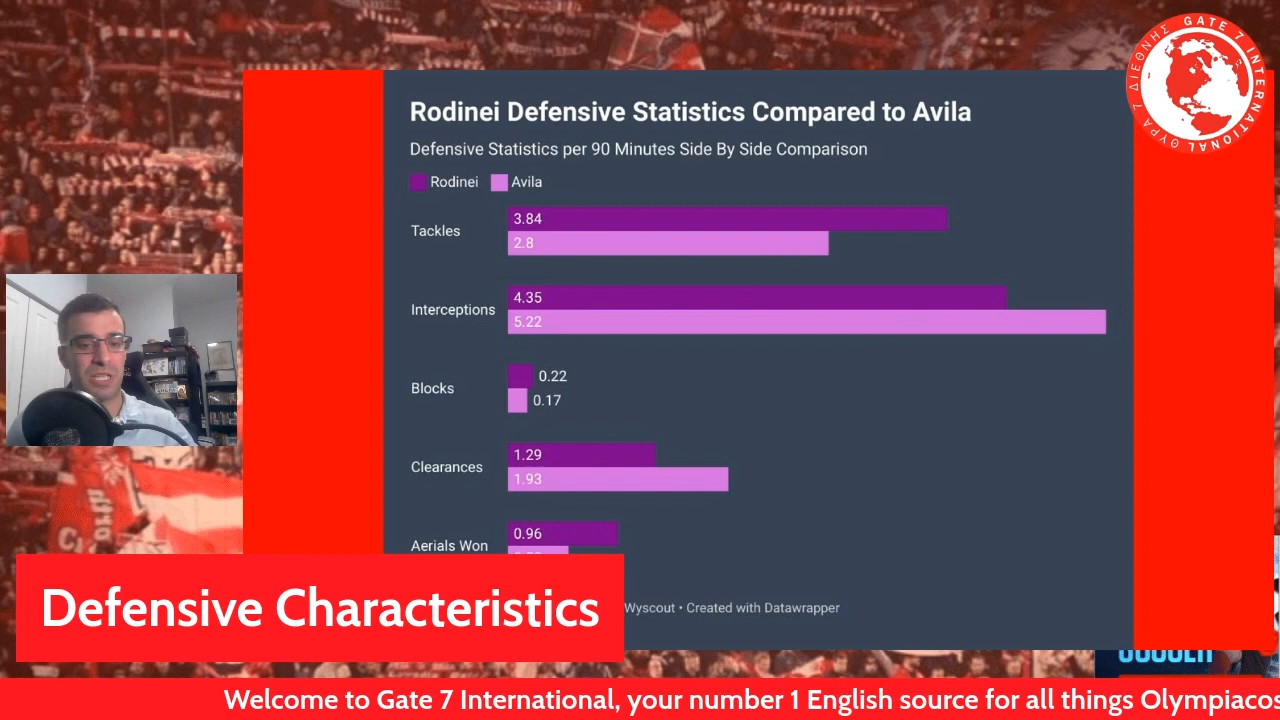 ΘΥΡΑ 7 ΔΙΕΘΝΗΣ GATE 7 INTERNATIONAL
Rodinei Defensive Statistics Compared to Avila
Defensive Statistics per 90 Minutes Side By Side Comparison
Rodinei Avila
Tackles 3.84
2.8
Interceptions 4.35
5.22
Blocks 0.22
0.17
Clearances 1.29
1.93
Aerials Won 0.96
Wyscout • Created with Datawrapper
Defensive Characteristics
Welcome to Gate 7 International, your number 1 English source for all things Olympiacos